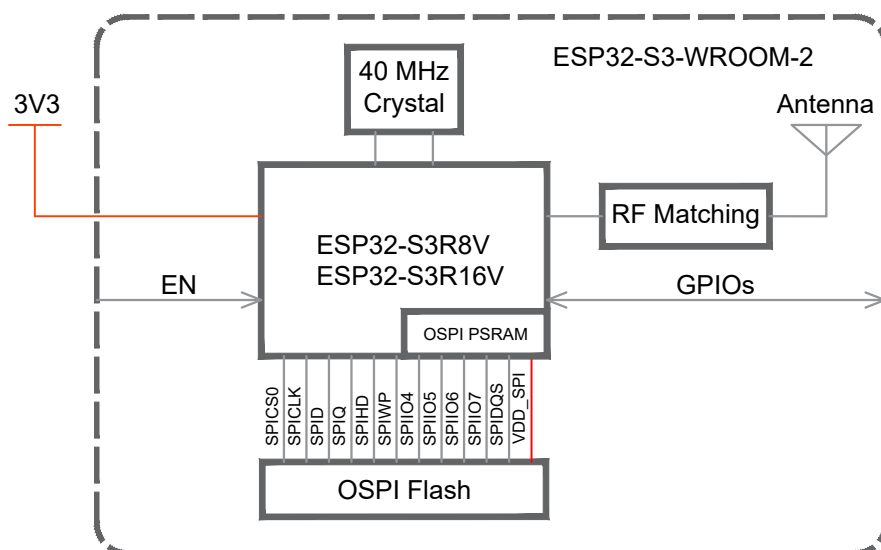 ESP32-S3-WROOM-2
40 MHz
Crystal
3V3
Antenna
RF Matching
ESP32-S3R8V
ESP32-S3R16V
EN
GPIOs
OSPI PSRAM
SPICS0
SPICLK
SPID
SPIQ
SPIHD
SPIWP
SPIIO4
SPIIO5
SPIIO6
SPIIO7
SPIDQS
VDD_SPI
OSPI Flash